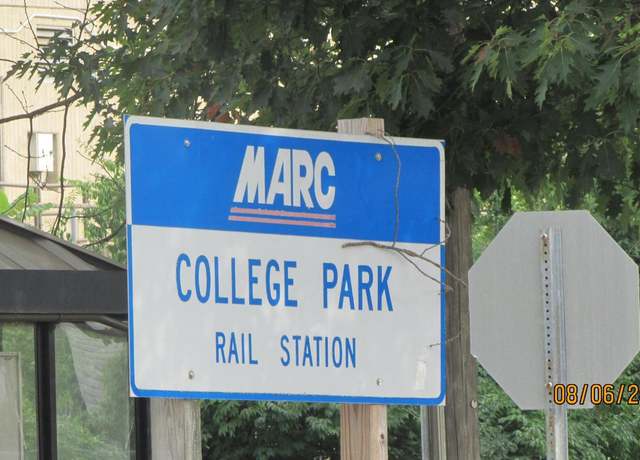 MARC
COLLEGE PARK
RAIL STATION
08/06/2